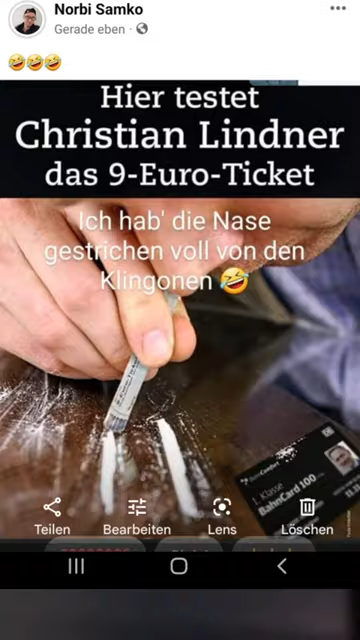 Norbi Samko
Gerade eben ·
🤣🤣🤣
Hier testet
Christian Lindner
das 9-Euro-Ticket
Ich hab' die Nase
gestrichen voll von den
Klingonen 🤣
1. Klasse
BahnCard 100
Teilen
Bearbeiten
Lens
Löschen